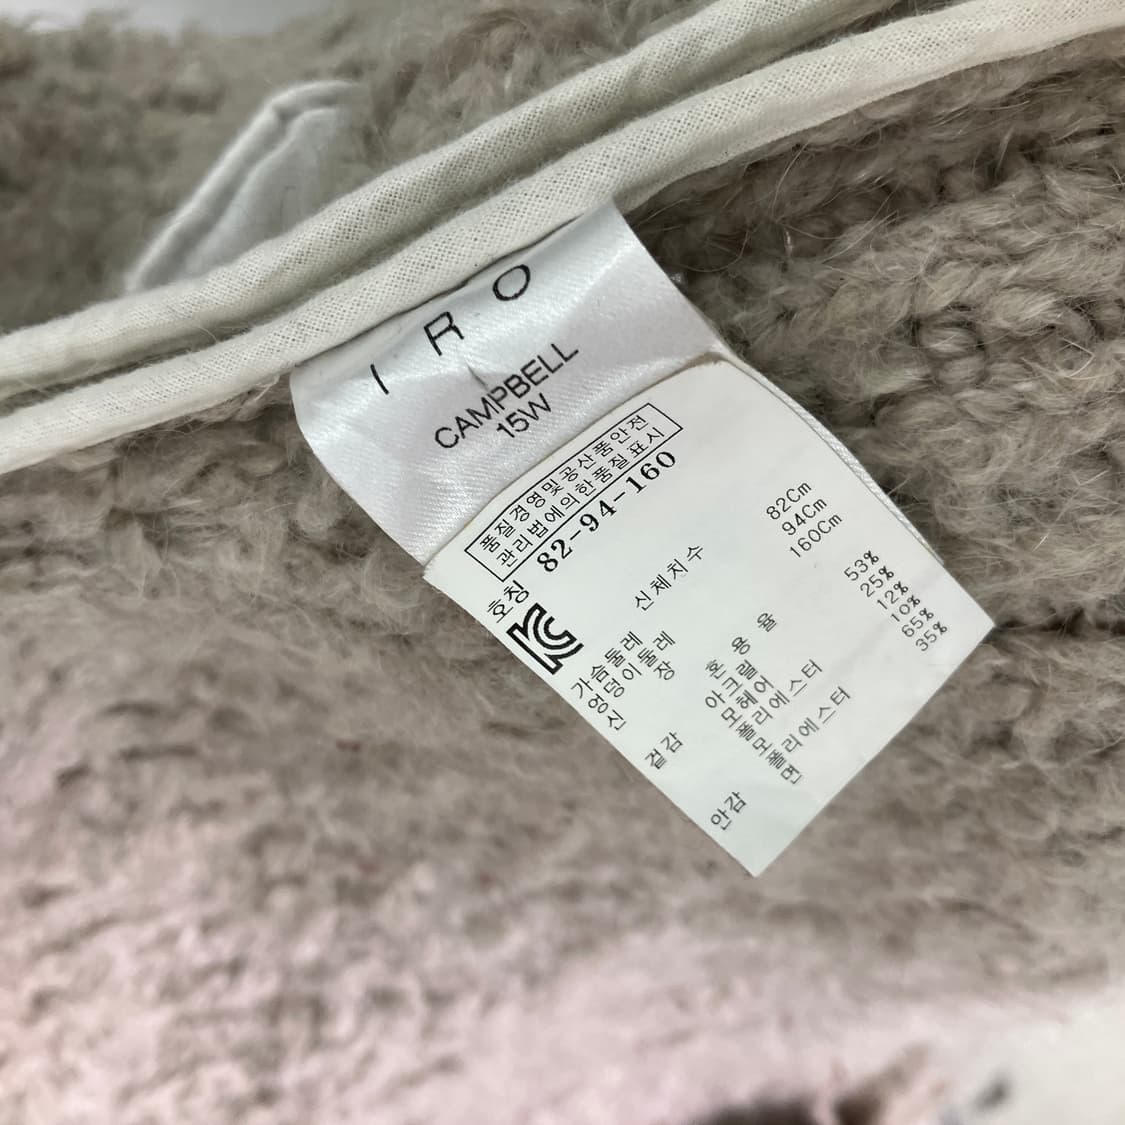 I R O
CAMPBELL
15W
품질경영및공산품안전
관리법에의한품질표시
호칭 82-94-160
신체치수
가슴둘레 82Cm
엉덩이둘레 94Cm
신장 160Cm
혼용율
겉감 아크릴 53%
모헤어 25%
폴리에스터 12%
모 10%
안감 폴리에스터 65%
면 35%